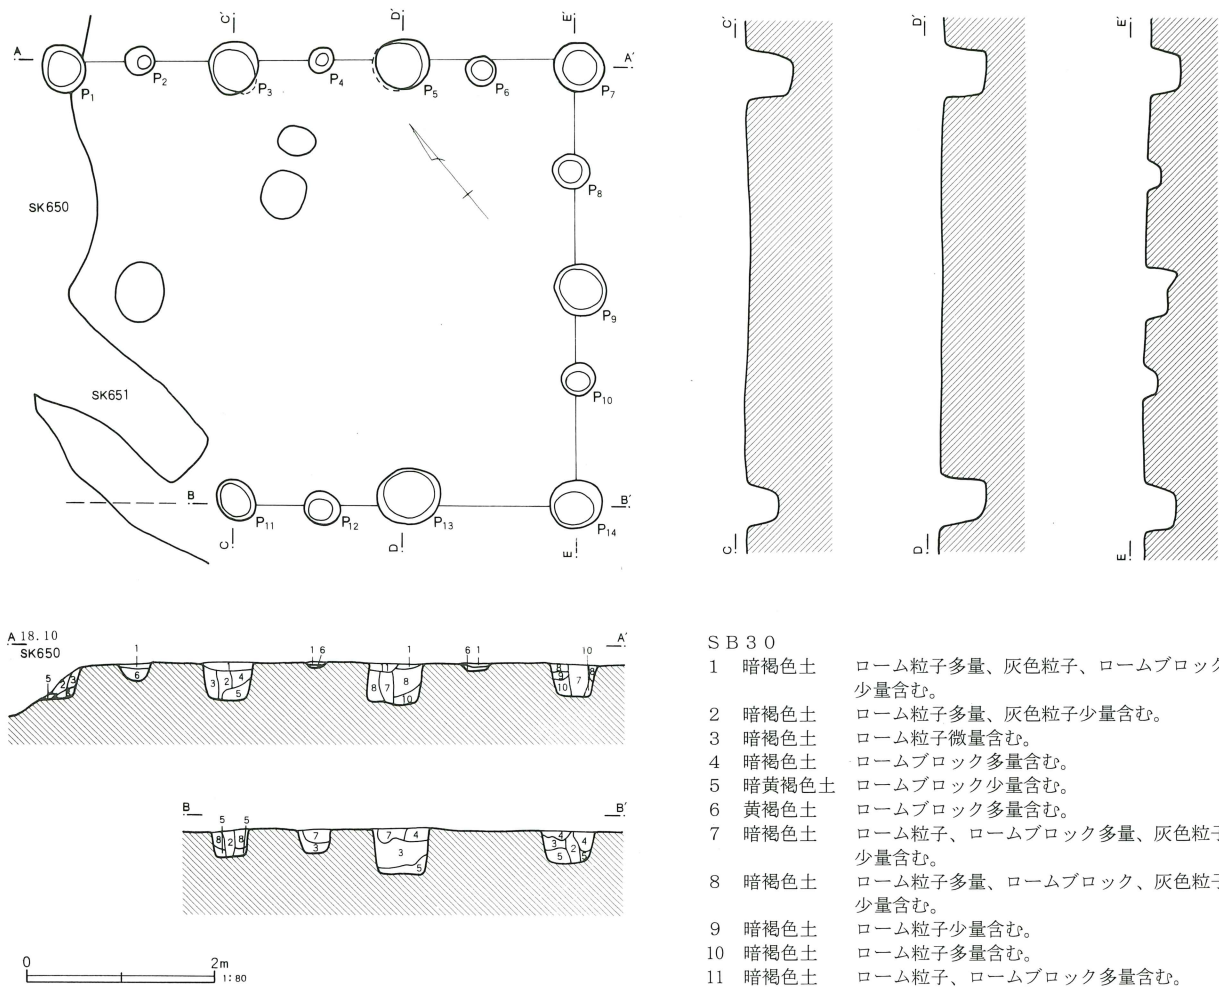 C' D' E'
A P1 P2 P3 P4 P5 P6 P7 A'
P8
SK650
P9
SK651
P10
B P11 P12 P13 P14 B'
C D E
C' D' E'
C D E
A 18.10 A'
SK650
1 1 6 1 6 1 10
5 2 3 6 3 2 4 5 11 8 7 8 10 8 9 10 7 8
B B'
5 5
8 2 8 7 3 7 4 3 5 4 3 2 4 5 5
0 2m
1:80
SB30
1 暗褐色土 ローム粒子多量、灰色粒子、ロームブロック
少量含む。
2 暗褐色土 ローム粒子多量、灰色粒子少量含む。
3 暗褐色土 ローム粒子微量含む。
4 暗褐色土 ロームブロック多量含む。
5 暗黄褐色土 ロームブロック少量含む。
6 黄褐色土 ロームブロック多量含む。
7 暗褐色土 ローム粒子、ロームブロック多量、灰色粒子
少量含む。
8 暗褐色土 ローム粒子多量、ロームブロック、灰色粒子
少量含む。
9 暗褐色土 ローム粒子少量含む。
10 暗褐色土 ローム粒子多量含む。
11 暗褐色土 ローム粒子、ロームブロック多量含む。